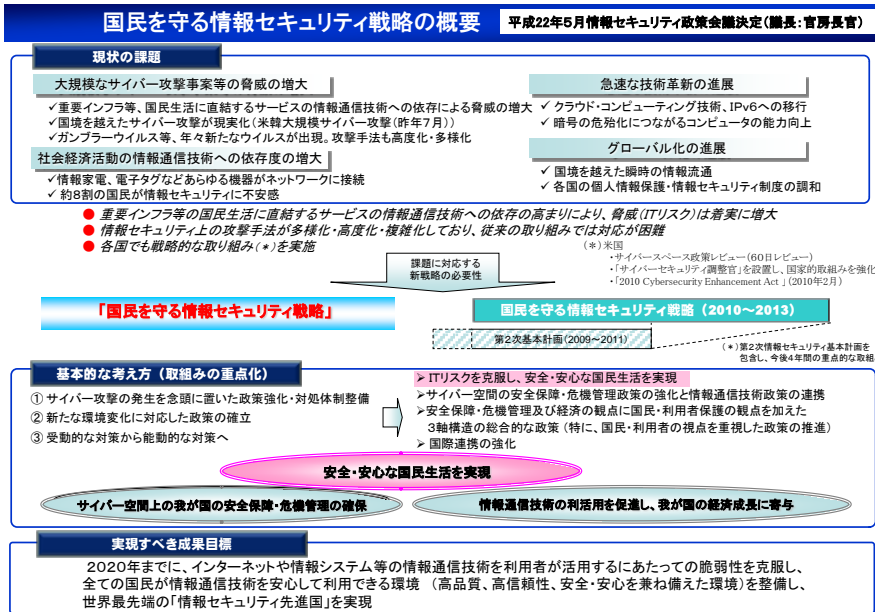 国民を守る情報セキュリティ戦略の概要
平成22年5月情報セキュリティ政策会議決定(議長:官房長官)
現状の課題
大規模なサイバー攻撃事案等の脅威の増大
✓重要インフラ等、国民生活に直結するサービスの情報通信技術への依存による脅威の増大
✓国境を越えたサイバー攻撃が現実化(米韓大規模サイバー攻撃(昨年7月))
✓ガンブラーウイルス等、年々新たなウイルスが出現。攻撃手法も高度化・多様化
社会経済活動の情報通信技術への依存度の増大
✓情報家電、電子タグなどあらゆる機器がネットワークに接続
✓ 約8割の国民が情報セキュリティに不安感
急速な技術革新の進展
✓ クラウド・コンピューティング技術、IPv6への移行
✓ 暗号の危殆化につながるコンピュータの能力向上
グローバル化の進展
✓ 国境を越えた瞬時の情報流通
✓ 各国の個人情報保護・情報セキュリティ制度の調和
● 重要インフラ等の国民生活に直結するサービスの情報通信技術への依存の高まりにより、脅威(ITリスク)は着実に増大
● 情報セキュリティ上の攻撃手法が多様化・高度化・複雑化しており、従来の取り組みでは対応が困難
● 各国でも戦略的な取り組み(*)を実施
(*)米国
・サイバースペース政策レビュー(60日レビュー)
・「サイバーセキュリティ調整官」を設置し、国家的取組みを強化
・「2010 Cybersecurity Enhancement Act 」(2010年2月)
課題に対応する
新戦略の必要性
「国民を守る情報セキュリティ戦略」
国民を守る情報セキュリティ戦略(2010~2013)
第2次基本計画(2009~2011)
(*)第2次情報セキュリティ基本計画を
包含し、今後4年間の重点的な取組
基本的な考え方(取組みの重点化)
① サイバー攻撃の発生を念頭に置いた政策強化・対処体制整備
② 新たな環境変化に対応した政策の確立
③ 受動的な対策から能動的な対策へ
➢ ITリスクを克服し、安全・安心な国民生活を実現
➢サイバー空間の安全保障・危機管理政策の強化と情報通信技術政策の連携
➢安全保障・危機管理及び経済の観点に国民・利用者保護の観点を加えた
3軸構造の総合的な政策(特に、国民・利用者の視点を重視した政策の推進)
➢ 国際連携の強化
安全・安心な国民生活を実現
サイバー空間上の我が国の安全保障・危機管理の確保
情報通信技術の利活用を促進し、我が国の経済成長に寄与
実現すべき成果目標
2020年までに、インターネットや情報システム等の情報通信技術を利用者が活用するにあたっての脆弱性を克服し、
全ての国民が情報通信技術を安心して利用できる環境 (高品質、高信頼性、安全・安心を兼ね備えた環境)を整備し、
世界最先端の「情報セキュリティ先進国」を実現